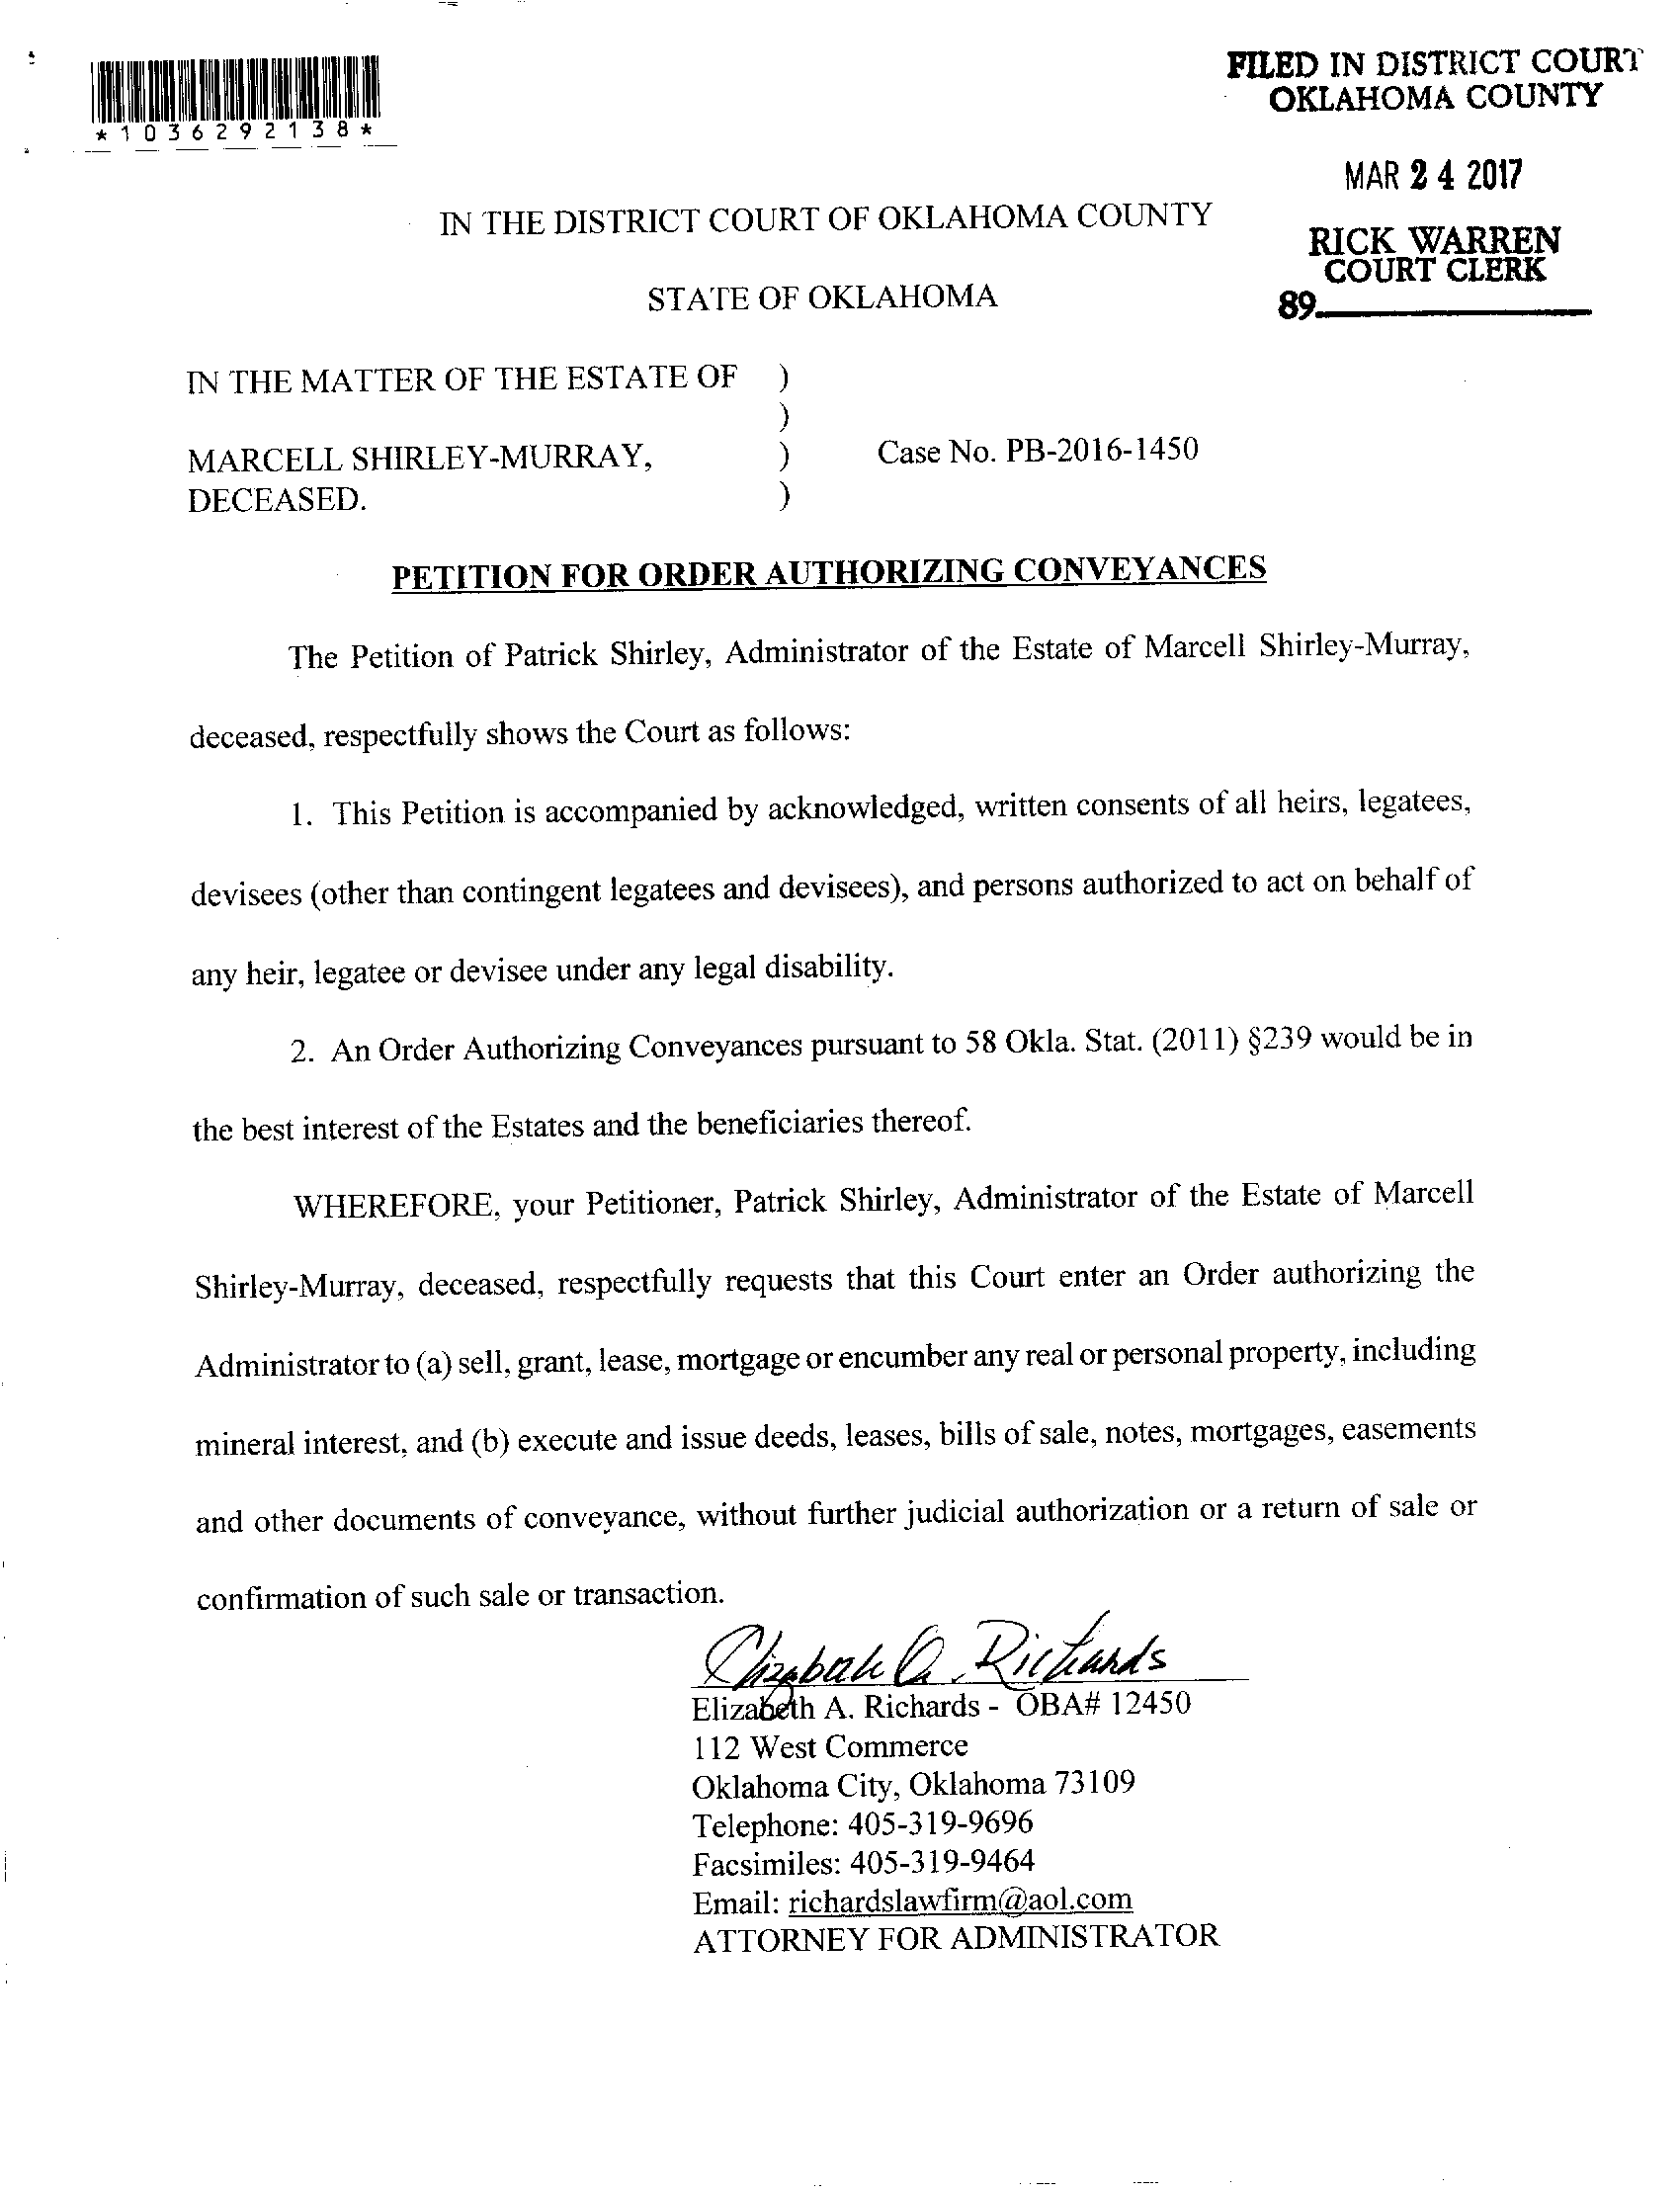 *1036292138*
FILED IN DISTRICT COURT
OKLAHOMA COUNTY
MAR 24 2017
RICK WARREN
COURT CLERK
89.
IN THE DISTRICT COURT OF OKLAHOMA COUNTY
STATE OF OKLAHOMA
IN THE MATTER OF THE ESTATE OF )
)
MARCELL SHIRLEY-MURRAY, ) Case No. PB-2016-1450
DECEASED. )
PETITION FOR ORDER AUTHORIZING CONVEYANCES
The Petition of Patrick Shirley, Administrator of the Estate of Marcell Shirley-Murray,
deceased, respectfully shows the Court as follows:
1. This Petition is accompanied by acknowledged, written consents of all heirs, legatees,
devisees (other than contingent legatees and devisees), and persons authorized to act on behalf of
any heir, legatee or devisee under any legal disability.
2. An Order Authorizing Conveyances pursuant to 58 Okla. Stat. (2011) §239 would be in
the best interest of the Estates and the beneficiaries thereof.
WHEREFORE, your Petitioner, Patrick Shirley, Administrator of the Estate of Marcell
Shirley-Murray, deceased, respectfully requests that this Court enter an Order authorizing the
Administrator to (a) sell, grant, lease, mortgage or encumber any real or personal property, including
mineral interest, and (b) execute and issue deeds, leases, bills of sale, notes, mortgages, easements
and other documents of conveyance, without further judicial authorization or a return of sale or
confirmation of such sale or transaction.
Elizabeth A. Richards
Elizabeth A. Richards - OBA# 12450
112 West Commerce
Oklahoma City, Oklahoma 73109
Telephone: 405-319-9696
Facsimiles: 405-319-9464
Email: richardslawfirm@aol.com
ATTORNEY FOR ADMINISTRATOR